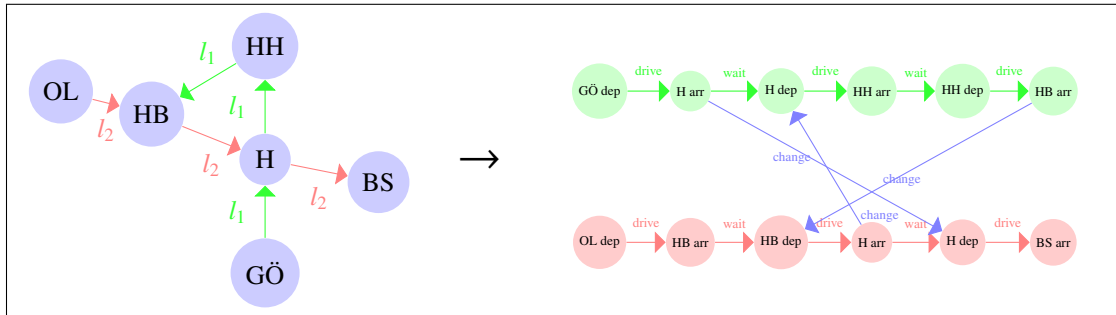 HH
l1
OL
HB
l1
l2
l2
H
l2
BS
l1
GÖ
→
drive wait drive wait drive
GÖ dep H arr H dep HH arr HH dep HB arr
change
change
change
drive wait drive wait drive
OL dep HB arr HB dep H arr H dep BS arr